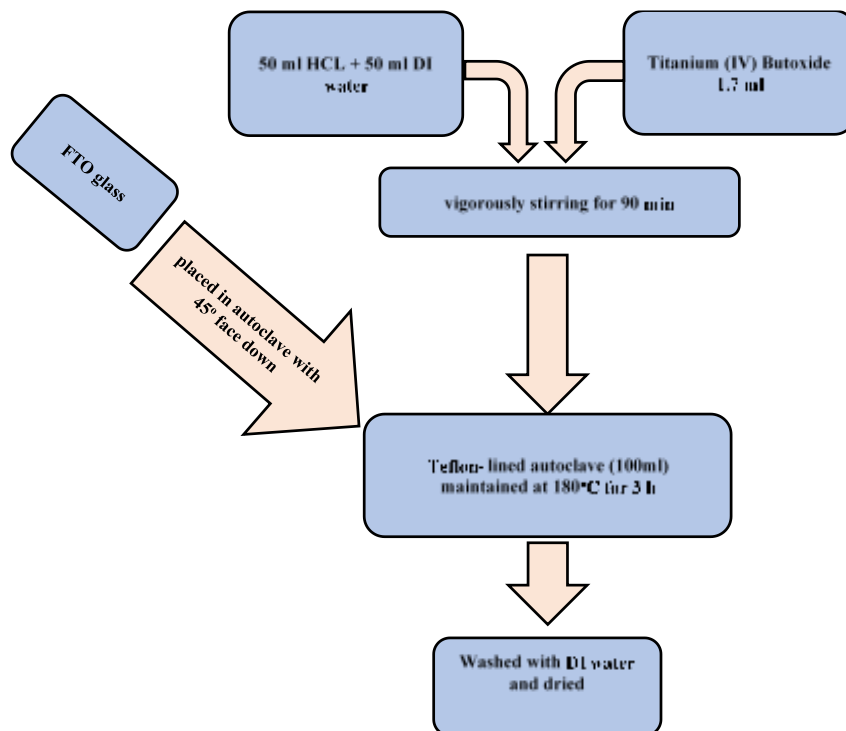 50 ml HCL + 50 ml DI
water
Titanium (IV) Butoxide
1.7 ml
FTO glass
vigorously stirring for 90 min
placed in autoclave with
45° face down
Teflon- lined autoclave (100ml)
maintained at 180°C for 3 h
Washed with DI water
and dried